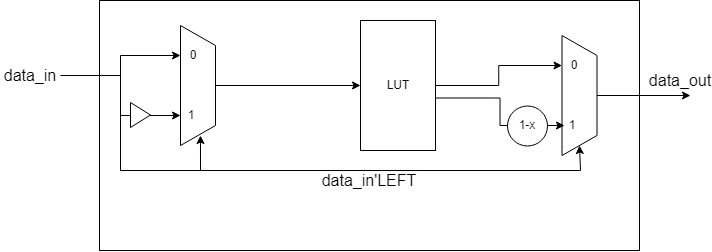 data_in
0
1
LUT
0
1-x
1
data_out
data_in'LEFT